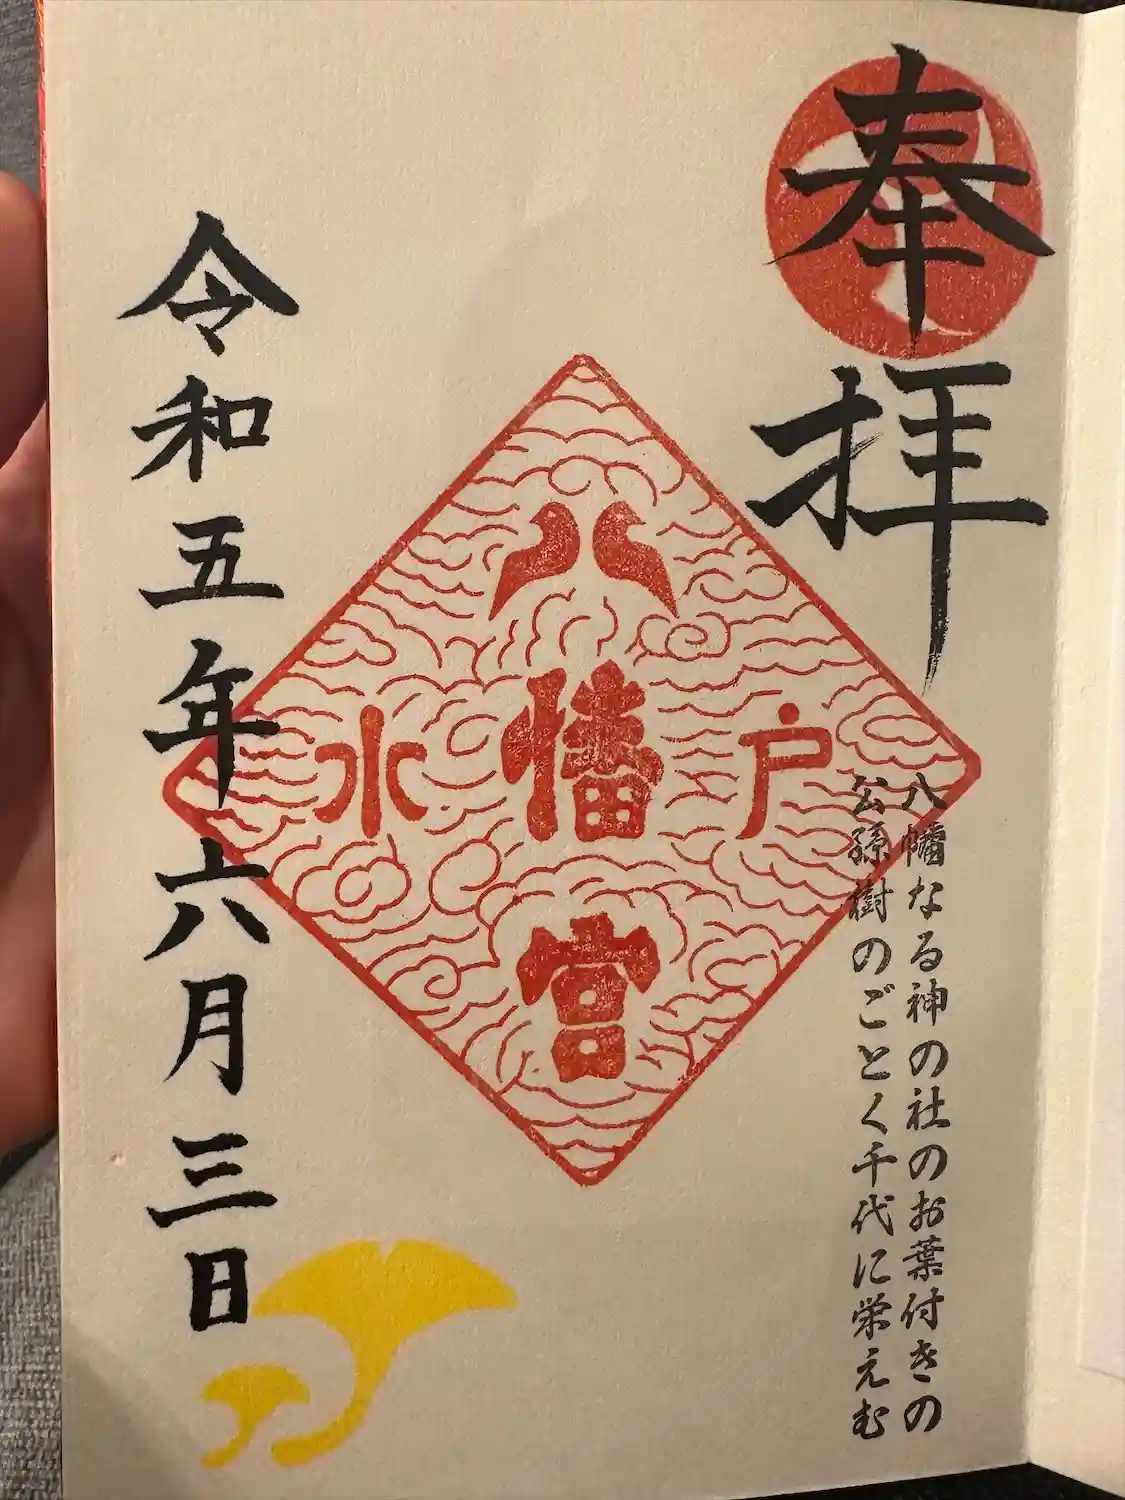 奉拝
八幡なる神の社のお葉付きの
公孫樹のごとく千代に栄えむ
水戸
八幡宮
令和五年六月三日